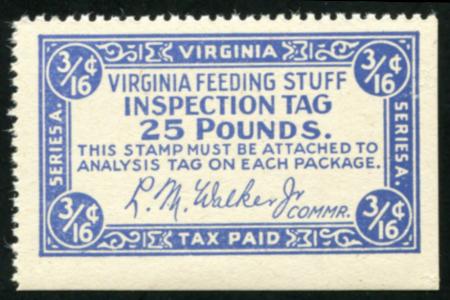 3/16¢ VIRGINIA 3/16¢
VIRGINIA FEEDING STUFF
INSPECTION TAG
25 POUNDS.
THIS STAMP MUST BE ATTACHED TO
ANALYSIS TAG ON EACH PACKAGE.
L. M. Walker Jr COMMR.
SERIES A.
SERIES A.
3/16¢ TAX PAID 3/16¢